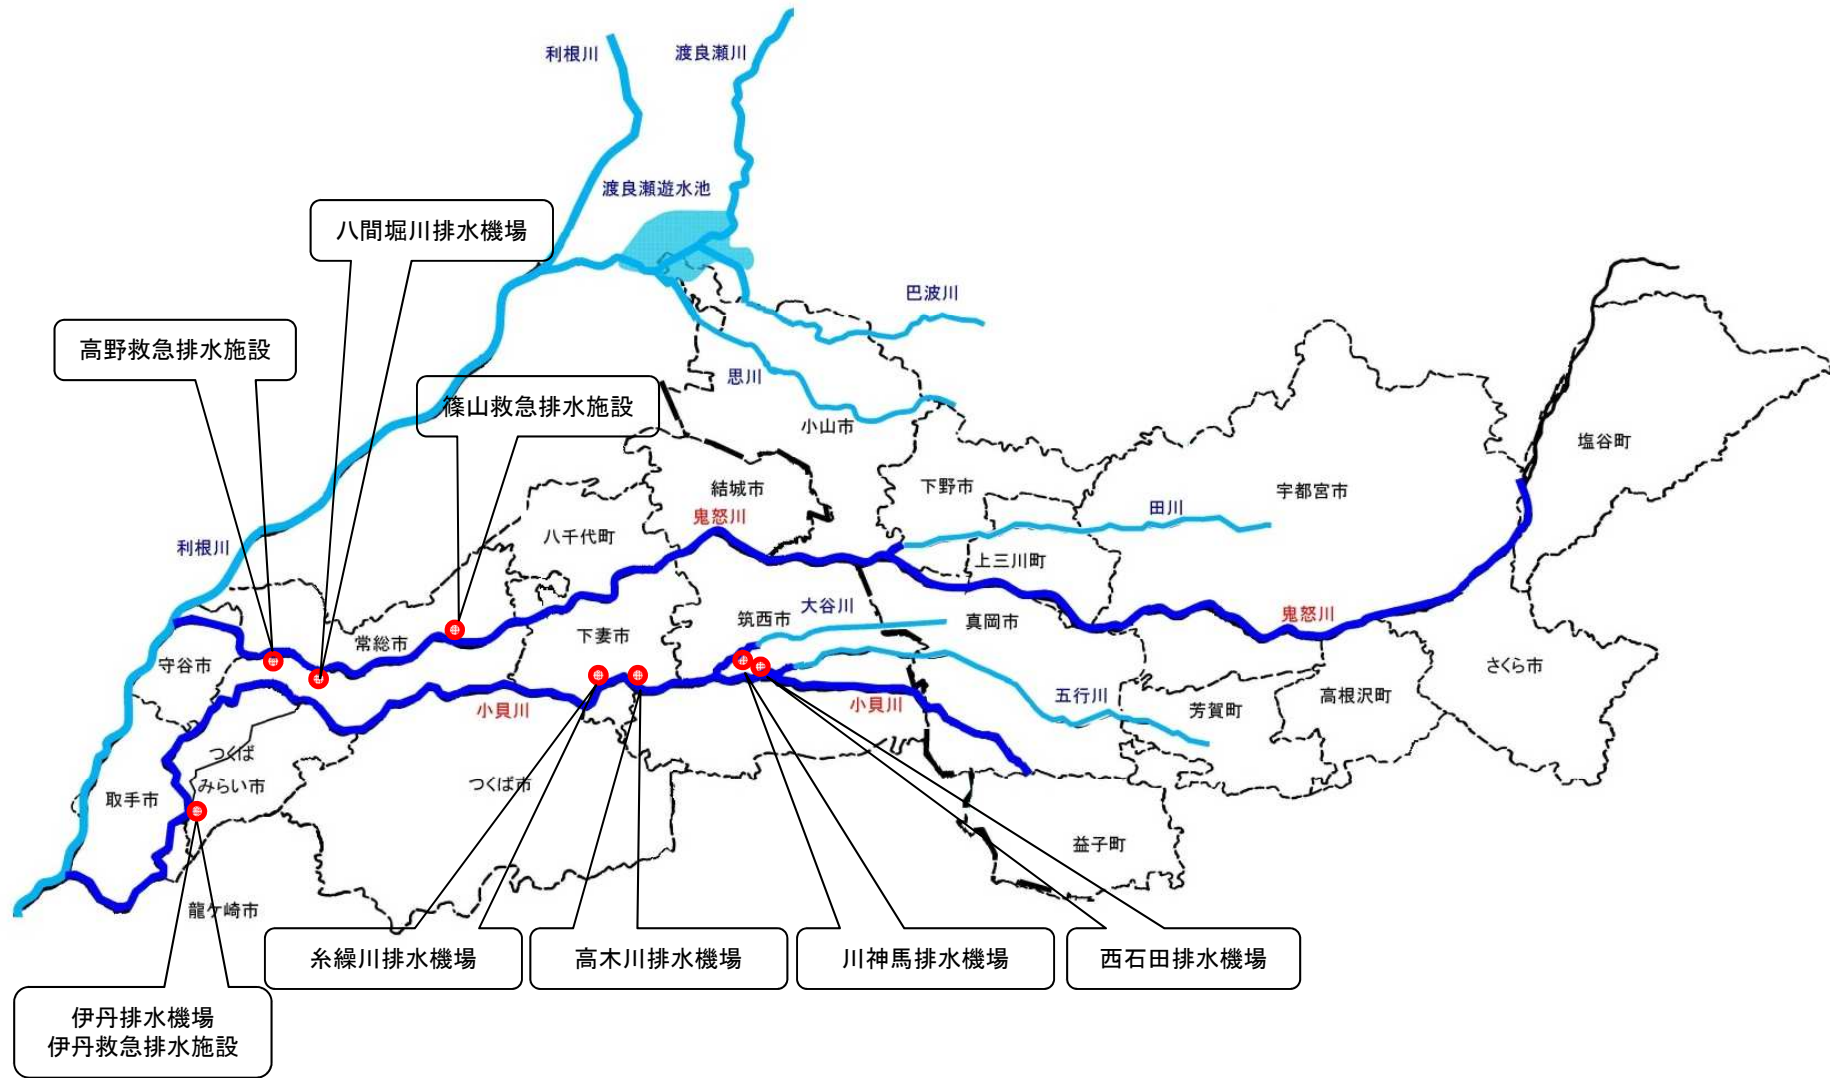 利根川
渡良瀬川
渡良瀬遊水池
八間堀川排水機場
巴波川
高野救急排水施設
思川
篠山救急排水施設
小山市
塩谷町
結城市
下野市
宇都宮市
鬼怒川
田川
八千代町
利根川
上三川町
大谷川
筑西市
真岡市
鬼怒川
下妻市
常総市
守谷市
さくら市
高根沢町
五行川
小貝川
小貝川
芳賀町
つくば
みらい市
つくば市
取手市
益子町
龍ケ崎市
糸繰川排水機場
高木川排水機場
川神馬排水機場
西石田排水機場
伊丹排水機場
伊丹救急排水施設